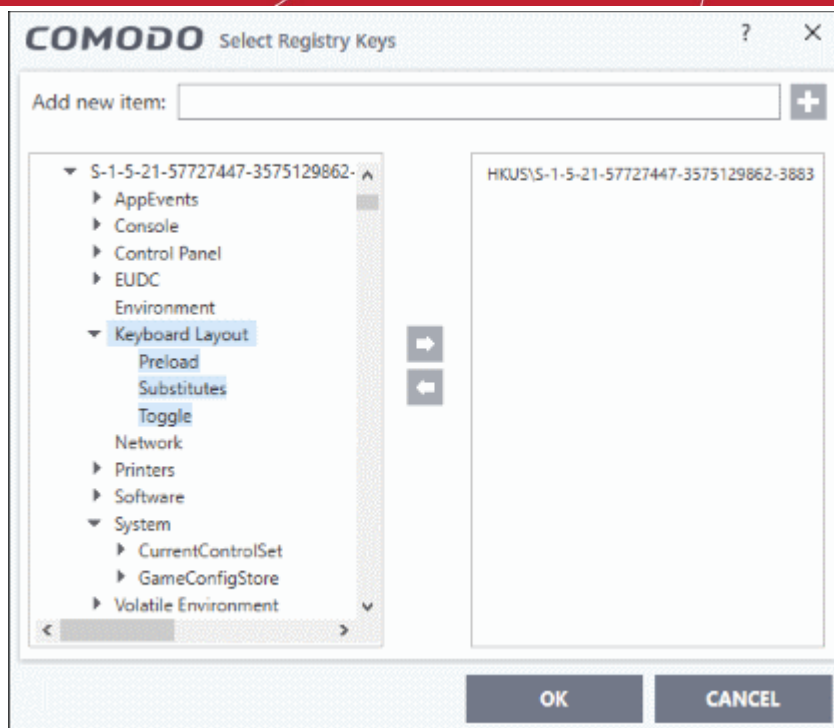 COMODO Select Registry Keys ?
Add new item:
S-1-5-21-57727447-3575129862-
AppEvents
Console
Control Panel
EUDC
Environment
Keyboard Layout
Preload
Substitutes
Toggle
Network
Printers
Software
System
CurrentControlSet
GameConfigStore
Volatile Environment
HKUS\S-1-5-21-57727447-3575129862-3883
OK CANCEL